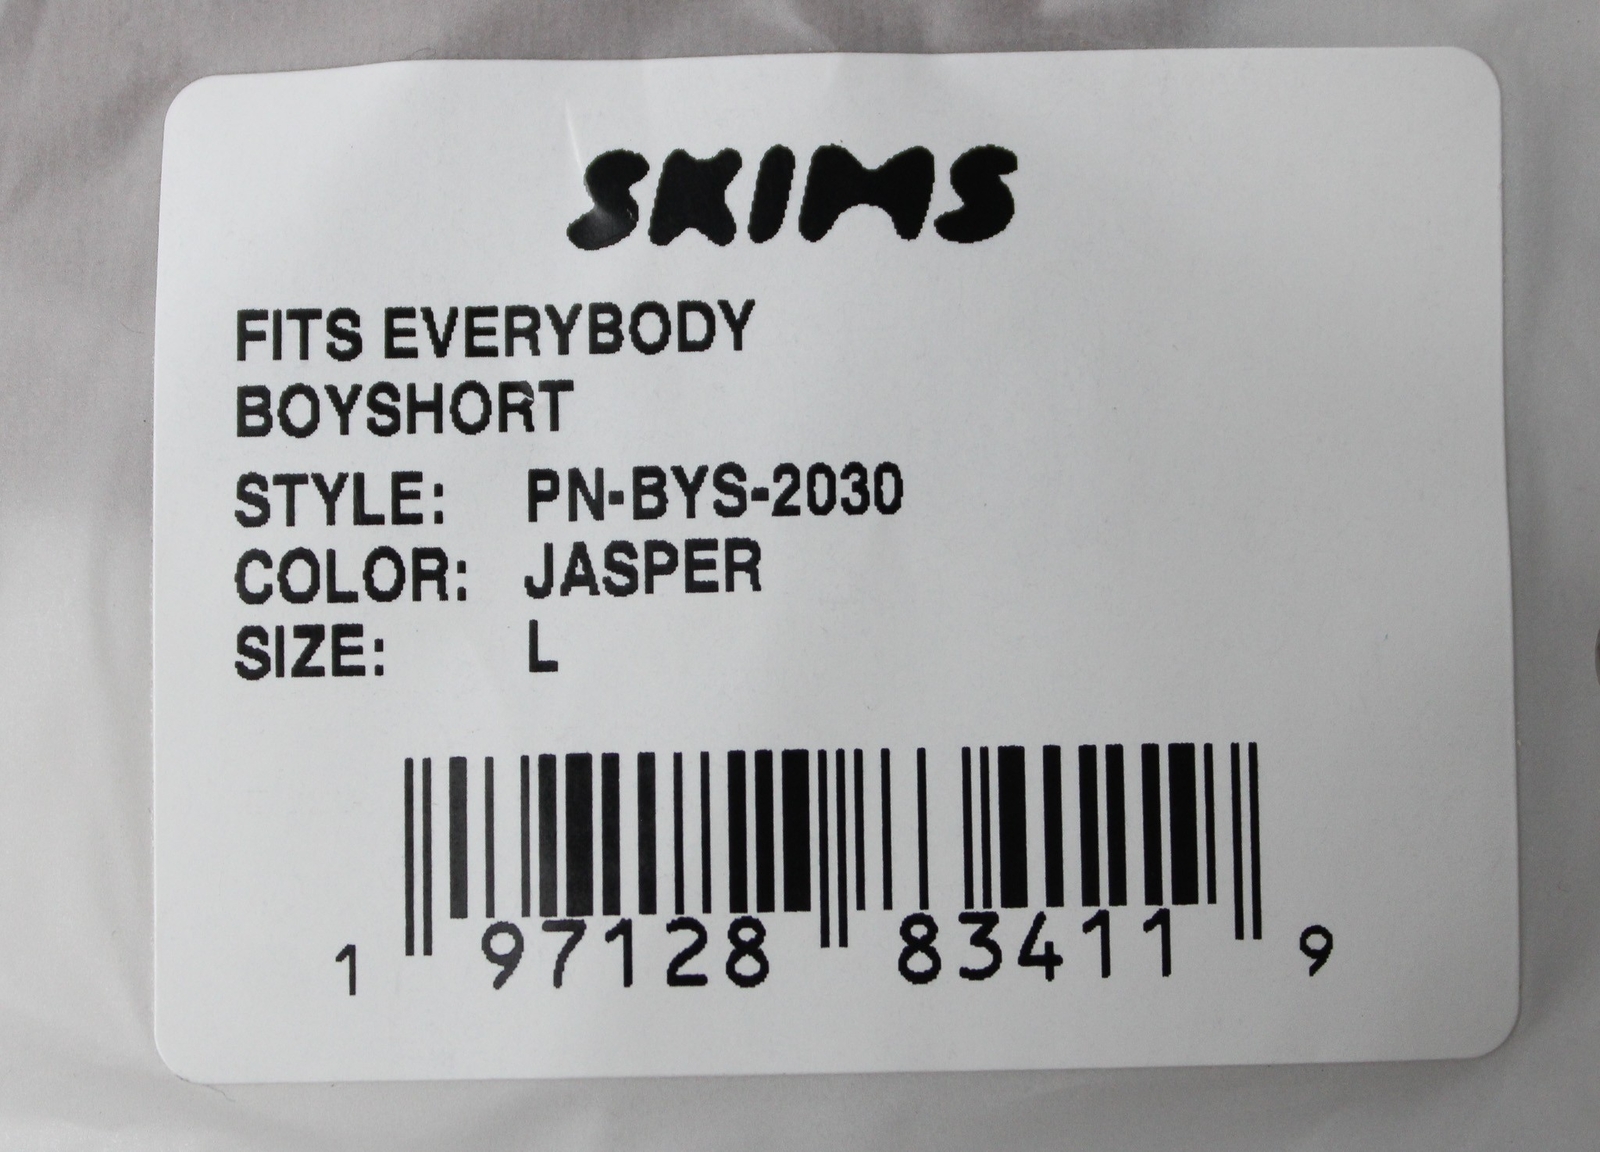 SKIMS
FITS EVERYBODY
BOYSHORT
STYLE: PN-BYS-2030
COLOR: JASPER
SIZE: L
1 97128 83411 9